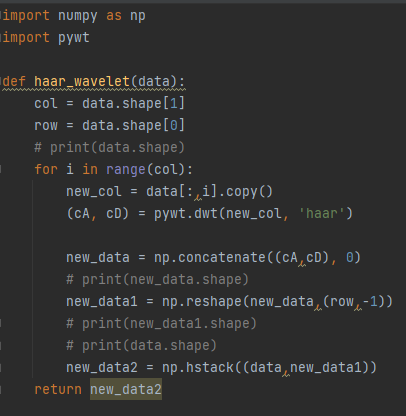 import numpy as np
import pywt
def haar_wavelet(data):
    col = data.shape[1]
    row = data.shape[0]
    # print(data.shape)
    for i in range(col):
        new_col = data[:,i].copy()
        (cA, cD) = pywt.dwt(new_col, 'haar')
        new_data = np.concatenate((cA,cD), 0)
        # print(new_data.shape)
        new_data1 = np.reshape(new_data,(row,-1))
        # print(new_data1.shape)
        # print(data.shape)
        new_data2 = np.hstack((data,new_data1))
    return new_data2